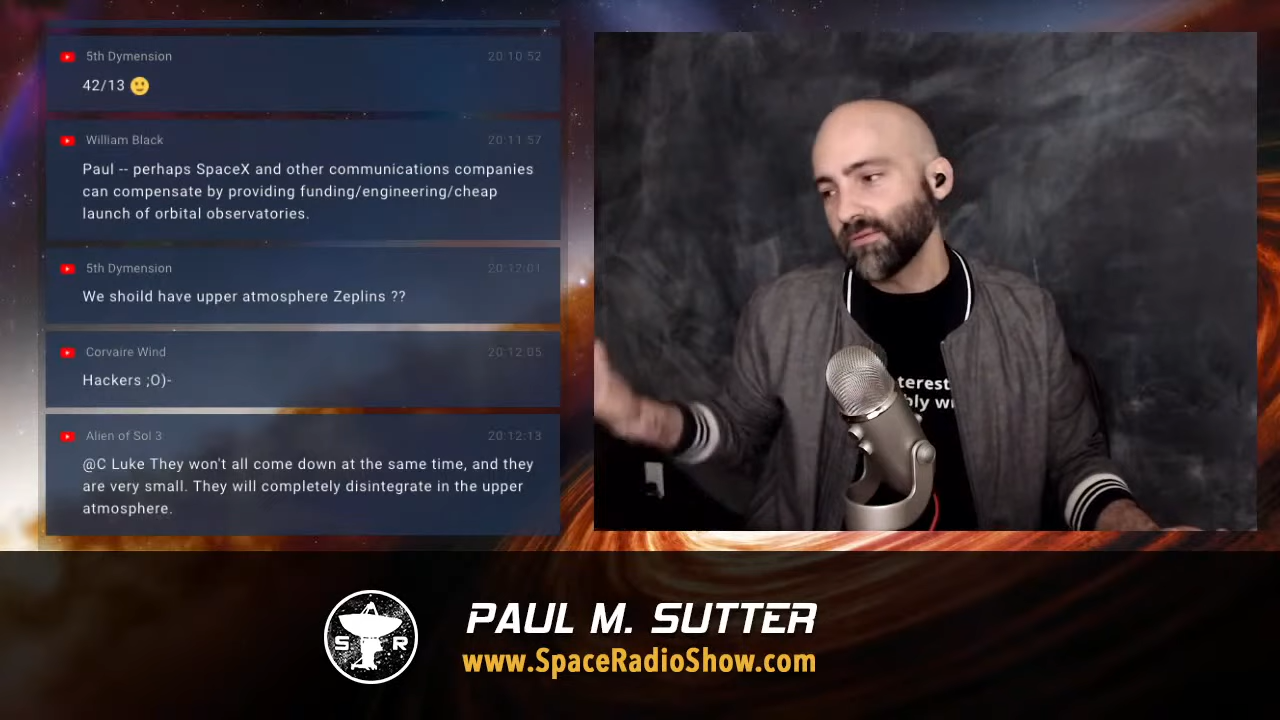 5th Dymension 20:10:52
42/13
William Black 20:11:57
Paul -- perhaps SpaceX and other communications companies
can compensate by providing funding/engineering/cheap
launch of orbital observatories.
5th Dymension 20:12:01
We shoild have upper atmosphere Zeplins ??
Corvaire Wind 20:12:05
Hackers ;O)-
Alien of Sol 3 20:12:13
@C Luke They won't all come down at the same time, and they
are very small. They will completely disintegrate in the upper
atmosphere.
S R
PAUL M. SUTTER
www.SpaceRadioShow.com